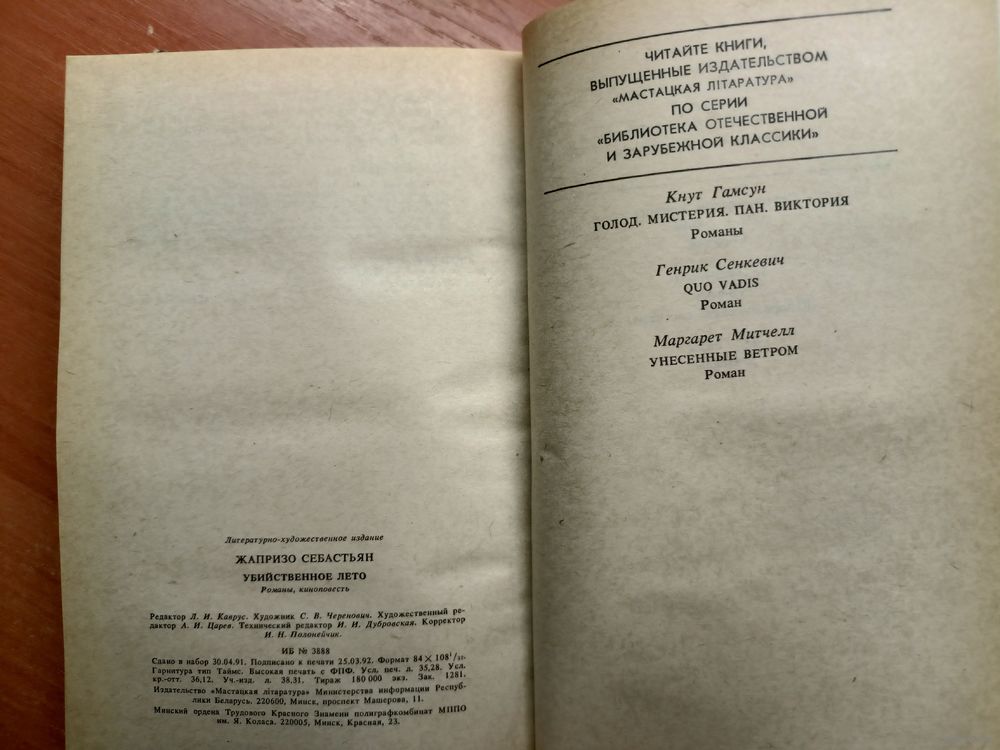 Литературно-художественное издание
ЖАПРИЗО СЕБАСТЬЯН
УБИЙСТВЕННОЕ ЛЕТО
Романы, киноповесть
Редактор Л. И. Каврус. Художник С. В. Черенович. Художественный ре-
дактор А. И. Царев. Технический редактор И. И. Дубровская. Корректор
И. Н. Полонейчик.
ИБ № 3888
Сдано в набор 30.04.91. Подписано к печати 25.03.92. Формат 84 × 108¹/₃₂.
Гарнитура тип Таймс. Высокая печать с ФПФ. Усл. печ. л. 35,28. Усл.
кр.-отт. 36,12. Уч.-изд. л. 38,31. Тираж 180 000 экз. Зак. 1281.
Издательство «Мастацкая літаратура» Министерства информации Респуб-
лики Беларусь. 220600, Минск, проспект Машерова, 11.
Минский ордена Трудового Красного Знамени полиграфкомбинат МППО
им. Я. Коласа. 220005, Минск, Красная, 23.
ЧИТАЙТЕ КНИГИ,
ВЫПУЩЕННЫЕ ИЗДАТЕЛЬСТВОМ
«МАСТАЦКАЯ ЛІТАРАТУРА»
ПО СЕРИИ
«БИБЛИОТЕКА ОТЕЧЕСТВЕННОЙ
И ЗАРУБЕЖНОЙ КЛАССИКИ»
Кнут Гамсун
ГОЛОД. МИСТЕРИЯ. ПАН. ВИКТОРИЯ
Романы
Генрик Сенкевич
QUO VADIS
Роман
Маргарет Митчелл
УНЕСЕННЫЕ ВЕТРОМ
Роман